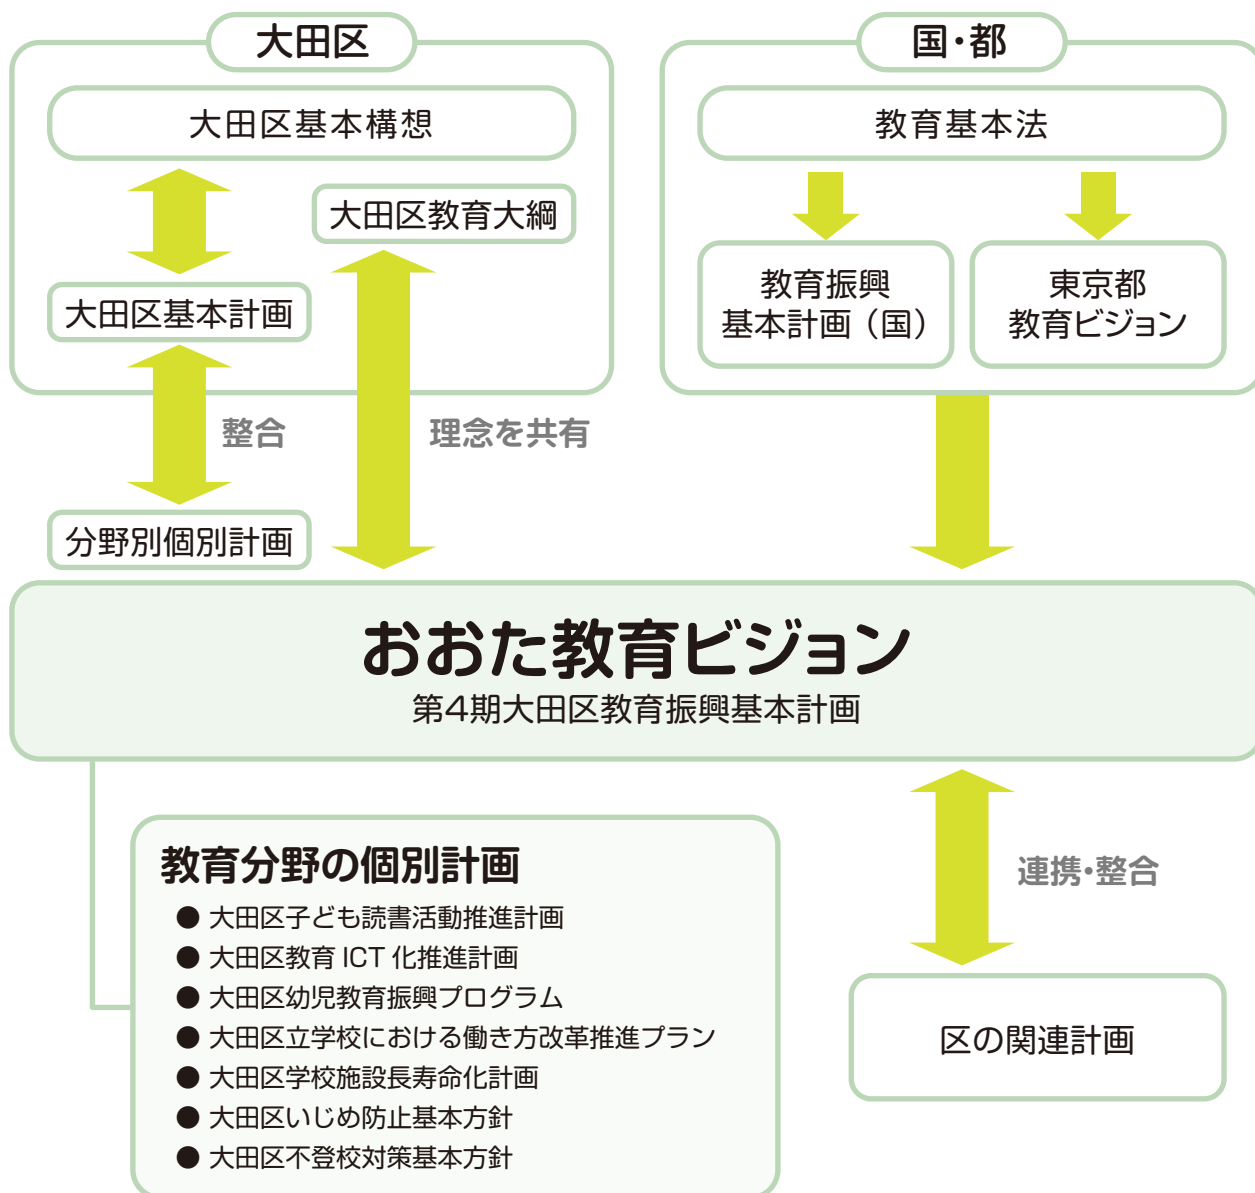 大田区
大田区基本構想
大田区教育大綱
大田区基本計画
整合
理念を共有
分野別個別計画
国・都
教育基本法
教育振興
基本計画（国）
東京都
教育ビジョン
おおた教育ビジョン
第4期大田区教育振興基本計画
教育分野の個別計画
● 大田区子ども読書活動推進計画
● 大田区教育 ICT 化推進計画
● 大田区幼児教育振興プログラム
● 大田区立学校における働き方改革推進プラン
● 大田区学校施設長寿命化計画
● 大田区いじめ防止基本方針
● 大田区不登校対策基本方針
連携・整合
区の関連計画